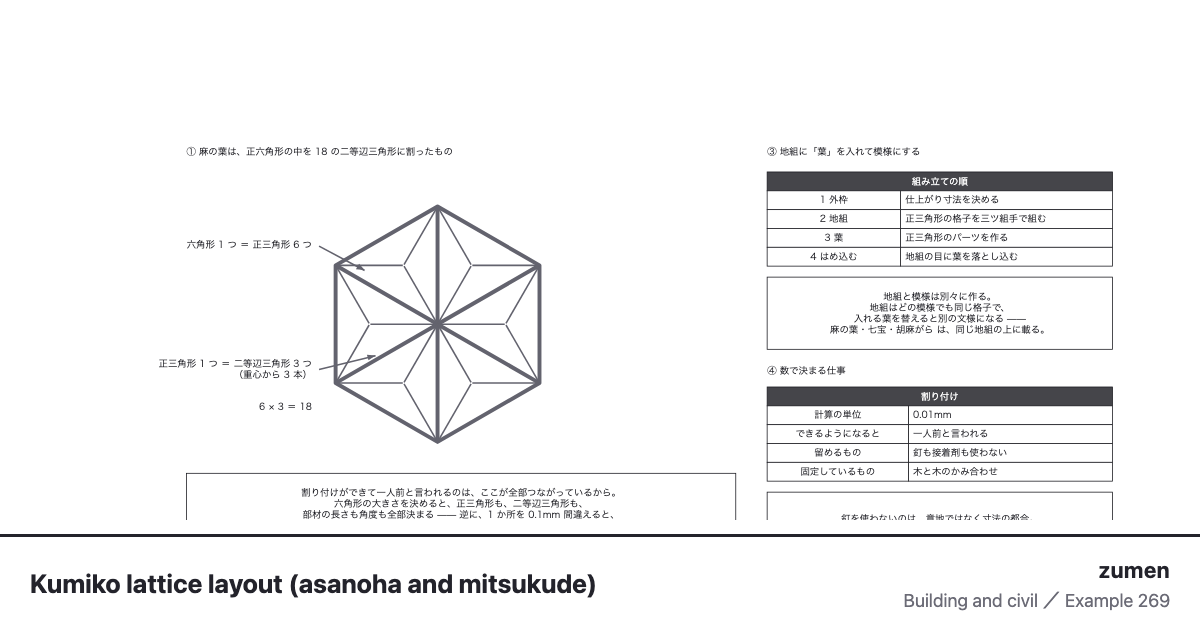 ① 麻の葉は、正六角形の中を 18 の二等辺三角形に割ったもの
六角形 1 つ ＝ 正三角形 6 つ
正三角形 1 つ ＝ 二等辺三角形 3 つ
（重心から 3 本）
6 × 3 ＝ 18
割り付けができて一人前と言われるのは、ここが全部つながっているから。
六角形の大きさを決めると、正三角形も、二等辺三角形も、
部材の長さも角度も全部決まる —— 逆に、1 か所を 0.1mm 間違えると、
③ 地組に「葉」を入れて模様にする
組み立ての順
1 外枠 仕上がり寸法を決める
2 地組 正三角形の格子を三ツ組手で組む
3 葉 正三角形のパーツを作る
4 はめ込む 地組の目に葉を落とし込む
地組と模様は別々に作る。
地組はどの模様でも同じ格子で、
入れる葉を替えると別の文様になる ——
麻の葉・七宝・胡麻がら は、同じ地組の上に載る。
④ 数で決まる仕事
割り付け
計算の単位 0.01mm
できるようになると 一人前と言われる
留めるもの 釘も接着剤も使わない
固定しているもの 木と木のかみ合わせ
釘を使わないのは、意地ではなく寸法の都合。
Kumiko lattice layout (asanoha and mitsukude)
zumen
Building and civil ／ Example 269